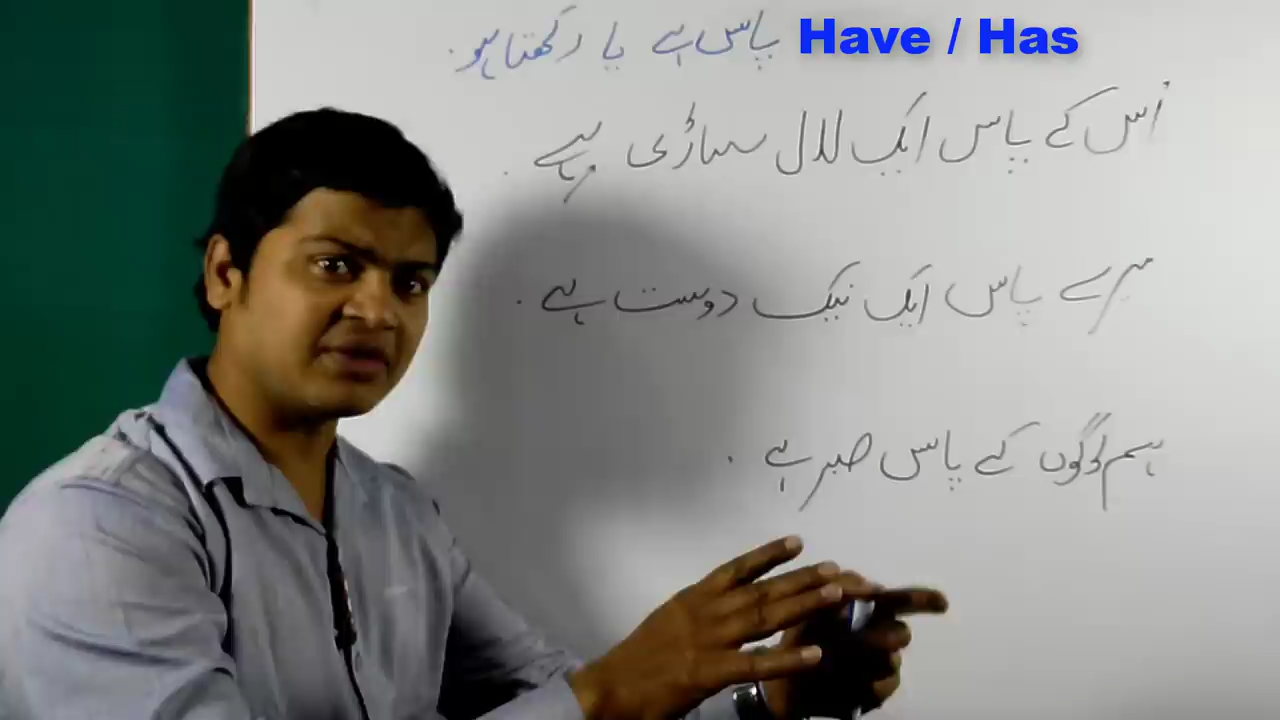 Have / Has پاس ہے یا رکھتا ہو۔
اُس کے پاس ایک لال ساڑی ہے۔
میرے پاس ایک نیک دوست ہے۔
ہم لوگوں کے پاس صبر ہے۔